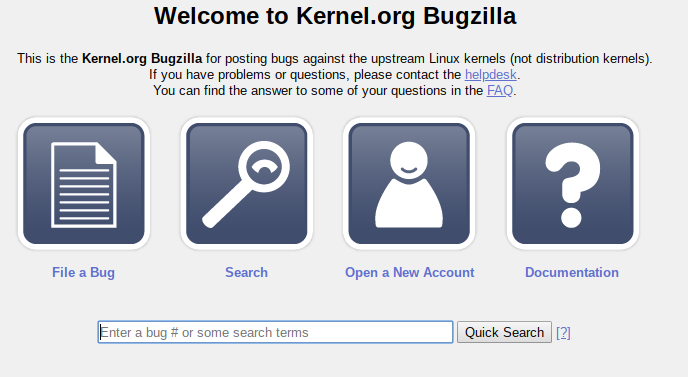 Welcome to Kernel.org Bugzilla
This is the Kernel.org Bugzilla for posting bugs against the upstream Linux kernels (not distribution kernels).
If you have problems or questions, please contact the helpdesk.
You can find the answer to some of your questions in the FAQ.
File a Bug
Search
Open a New Account
Documentation
Enter a bug # or some search terms Quick Search [?]